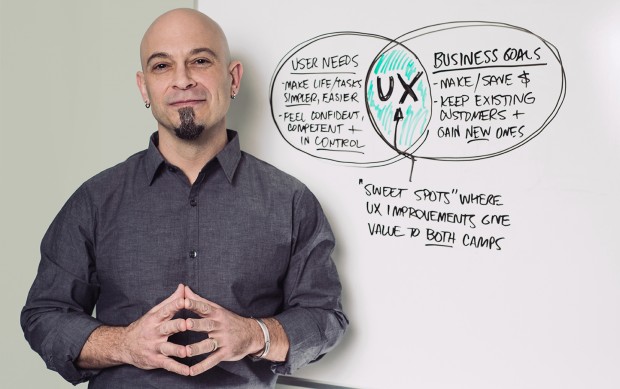 USER NEEDS
-MAKE LIFE/TASKS
SIMPLER, EASIER
-FEEL CONFIDENT,
COMPETENT +
IN CONTROL
UX
BUSINESS GOALS
-MAKE/SAVE $
-KEEP EXISTING
CUSTOMERS +
GAIN NEW ONES
"SWEET SPOTS" WHERE
UX IMPROVEMENTS GIVE
VALUE TO BOTH CAMPS